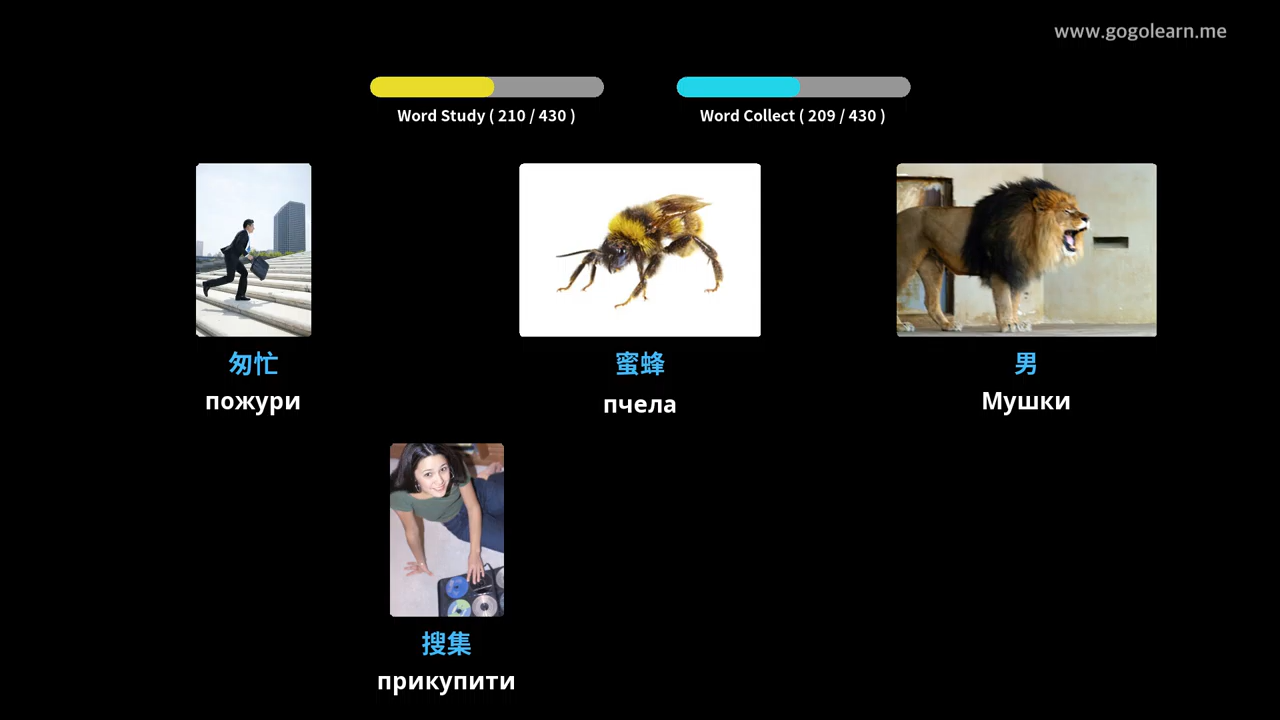 www.gogolearn.me
Word Study ( 210 / 430 )
Word Collect ( 209 / 430 )
匆忙
пожури
蜜蜂
пчела
男
Мушки
搜集
прикупити